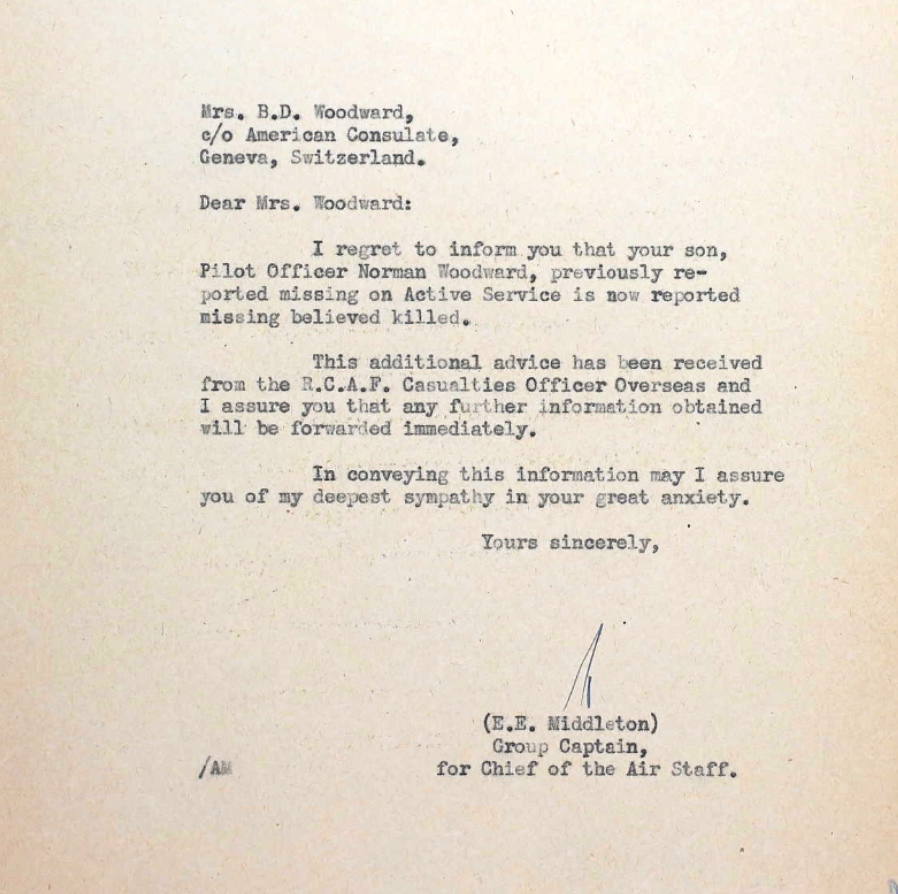 Mrs. B.D. Woodward,
c/o American Consulate,
Geneva, Switzerland.
Dear Mrs. Woodward:
I regret to inform you that your son,
Pilot Officer Norman Woodward, previously re-
ported missing on Active Service is now reported
missing believed killed.
This additional advice has been received
from the R.C.A.F. Casualties Officer Overseas and
I assure you that any further information obtained
will be forwarded immediately.
In conveying this information may I assure
you of my deepest sympathy in your great anxiety.
Yours sincerely,
(E.E. Middleton)
Group Captain,
/AM
for Chief of the Air Staff.